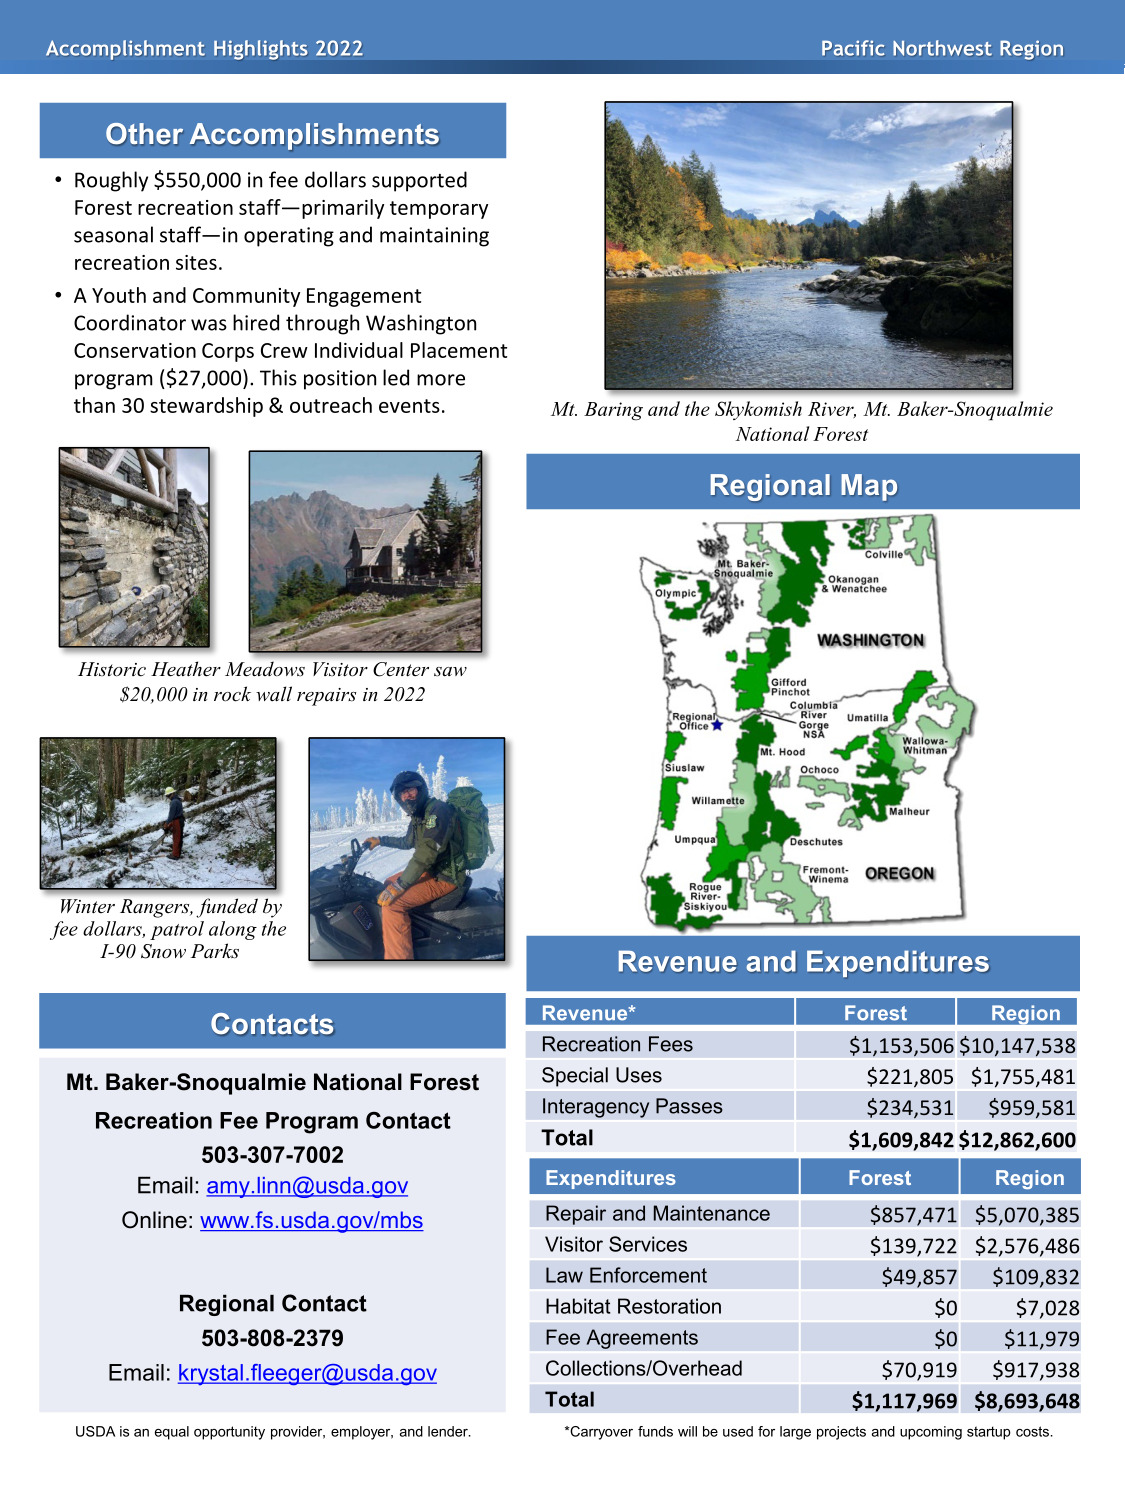 Accomplishment Highlights 2022
Pacific Northwest Region
Other Accomplishments
• Roughly $550,000 in fee dollars supported
Forest recreation staff—primarily temporary
seasonal staff—in operating and maintaining
recreation sites.
• A Youth and Community Engagement
Coordinator was hired through Washington
Conservation Corps Crew Individual Placement
program ($27,000). This position led more
than 30 stewardship & outreach events.
Historic Heather Meadows Visitor Center saw
$20,000 in rock wall repairs in 2022
Winter Rangers, funded by
fee dollars, patrol along the
I-90 Snow Parks
Contacts
Mt. Baker-Snoqualmie National Forest
Recreation Fee Program Contact
503-307-7002
Email: amy.linn@usda.gov
Online: www.fs.usda.gov/mbs
Regional Contact
503-808-2379
Email: krystal.fleeger@usda.gov
USDA is an equal opportunity provider, employer, and lender.
Mt. Baring and the Skykomish River, Mt. Baker-Snoqualmie
National Forest
Regional Map
Colville
Mt. Baker-
Snoqualmie
Okanogan
& Wenatchee
Olympic
WASHINGTON
Gifford
Pinchot
Columbia
River
Gorge
NSA
Regional
Office
Umatilla
Wallowa-
Whitman
Mt. Hood
Siuslaw
Ochoco
Willamette
Malheur
Umpqua
Deschutes
Fremont-
Winema
OREGON
Rogue
River-
Siskiyou
Revenue and Expenditures
Revenue* Forest Region
Recreation Fees $1,153,506 $10,147,538
Special Uses $221,805 $1,755,481
Interagency Passes $234,531 $959,581
Total $1,609,842 $12,862,600
Expenditures Forest Region
Repair and Maintenance $857,471 $5,070,385
Visitor Services $139,722 $2,576,486
Law Enforcement $49,857 $109,832
Habitat Restoration $0 $7,028
Fee Agreements $0 $11,979
Collections/Overhead $70,919 $917,938
Total $1,117,969 $8,693,648
*Carryover funds will be used for large projects and upcoming startup costs.